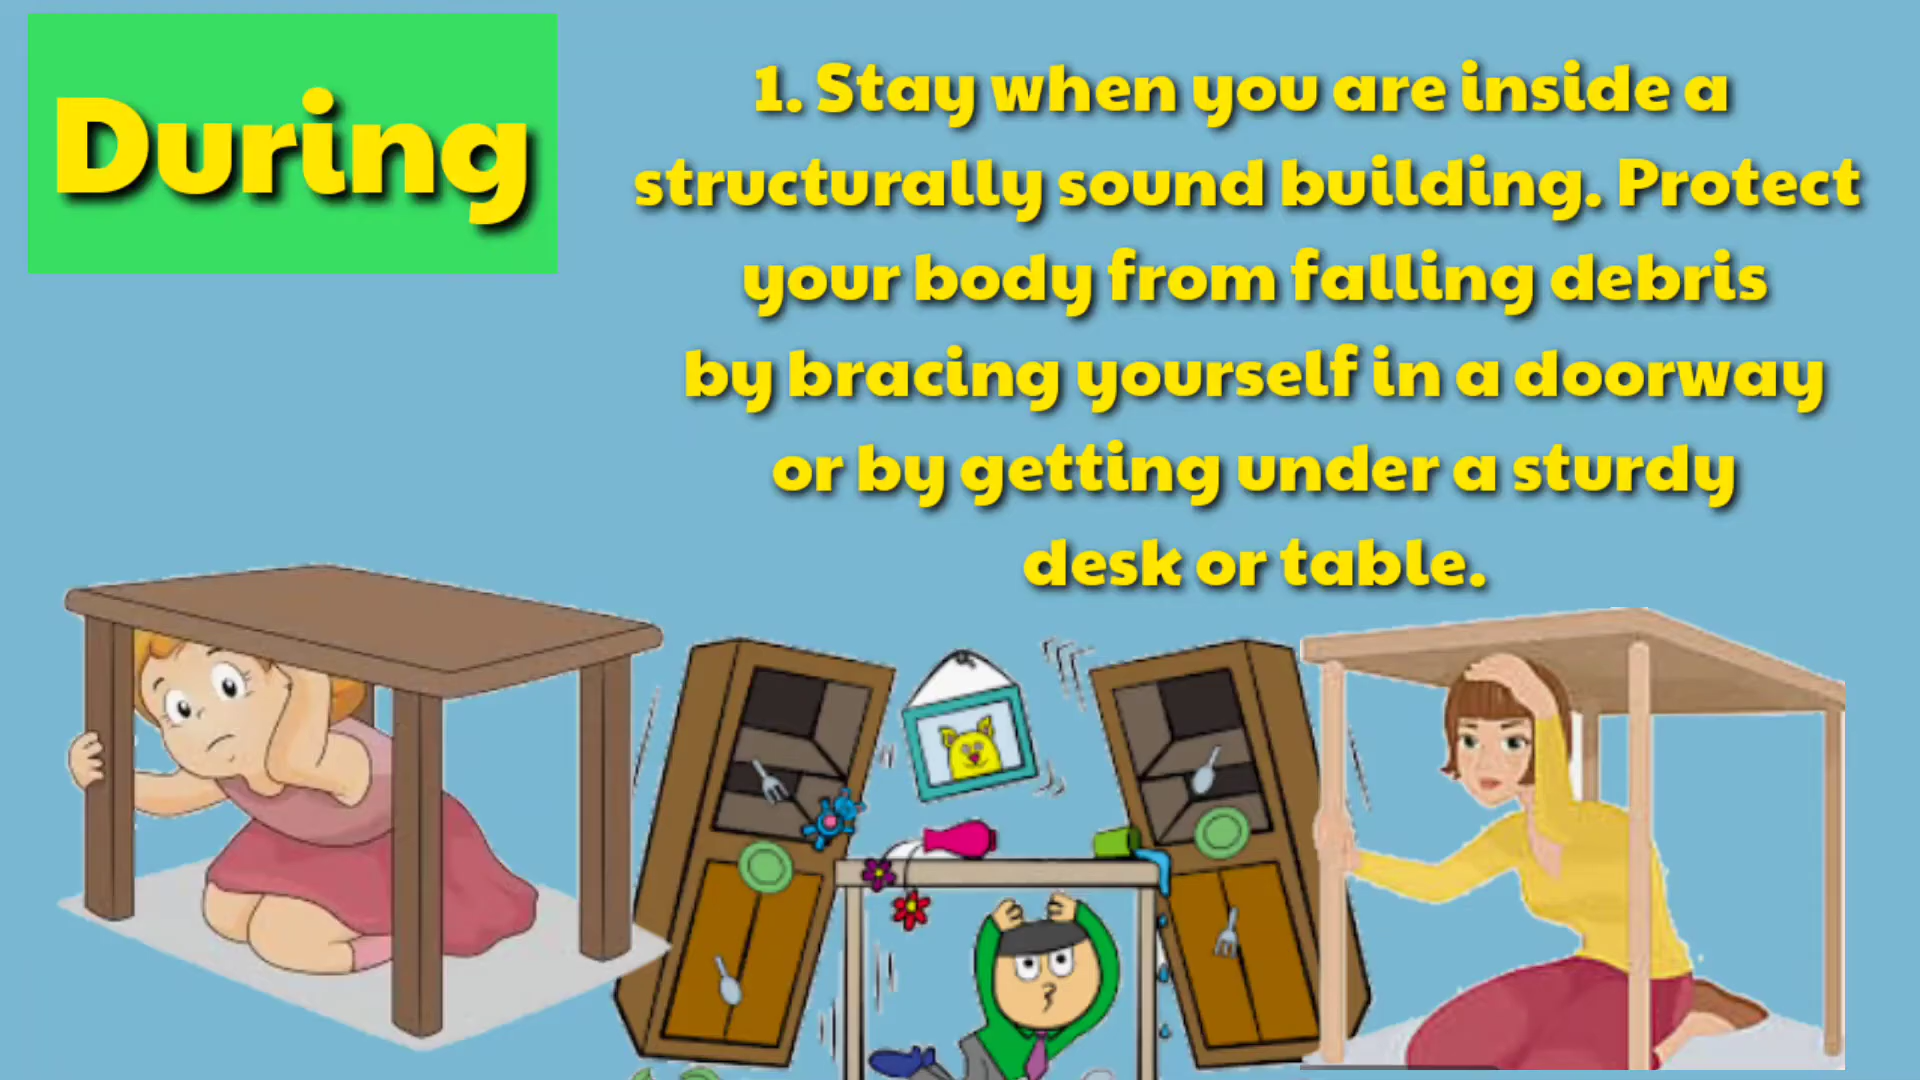 During
1. Stay when you are inside a
structurally sound building. Protect
your body from falling debris
by bracing yourself in a doorway
or by getting under a sturdy
desk or table.